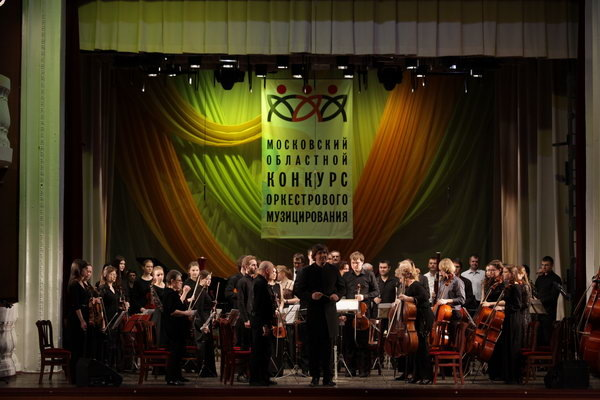 МОСКОВСКИЙ
ОБЛАСТНОЙ
КОНКУРС
ОРКЕСТРОВОГО
МУЗИЦИРОВАНИЯ